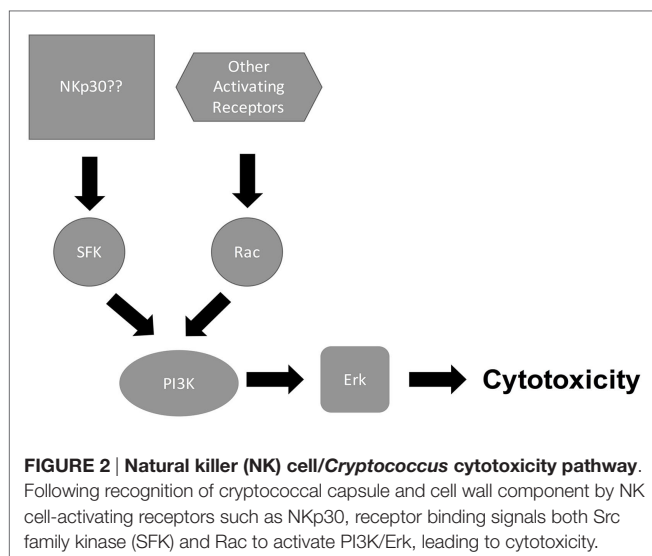 NKp30??
Other
Activating
Receptors
SFK
Rac
PI3K
Erk
Cytotoxicity
FIGURE 2 | Natural killer (NK) cell/Cryptococcus cytotoxicity pathway.
Following recognition of cryptococcal capsule and cell wall component by NK
cell-activating receptors such as NKp30, receptor binding signals both Src
family kinase (SFK) and Rac to activate PI3K/Erk, leading to cytotoxicity.